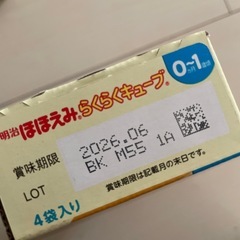 明治ほほえみ® らくらくキューブ® 0~1歳頃
賞味期限 2026.06
LOT BK M55 1A
賞味期限は記載月の末日です。
4袋入り